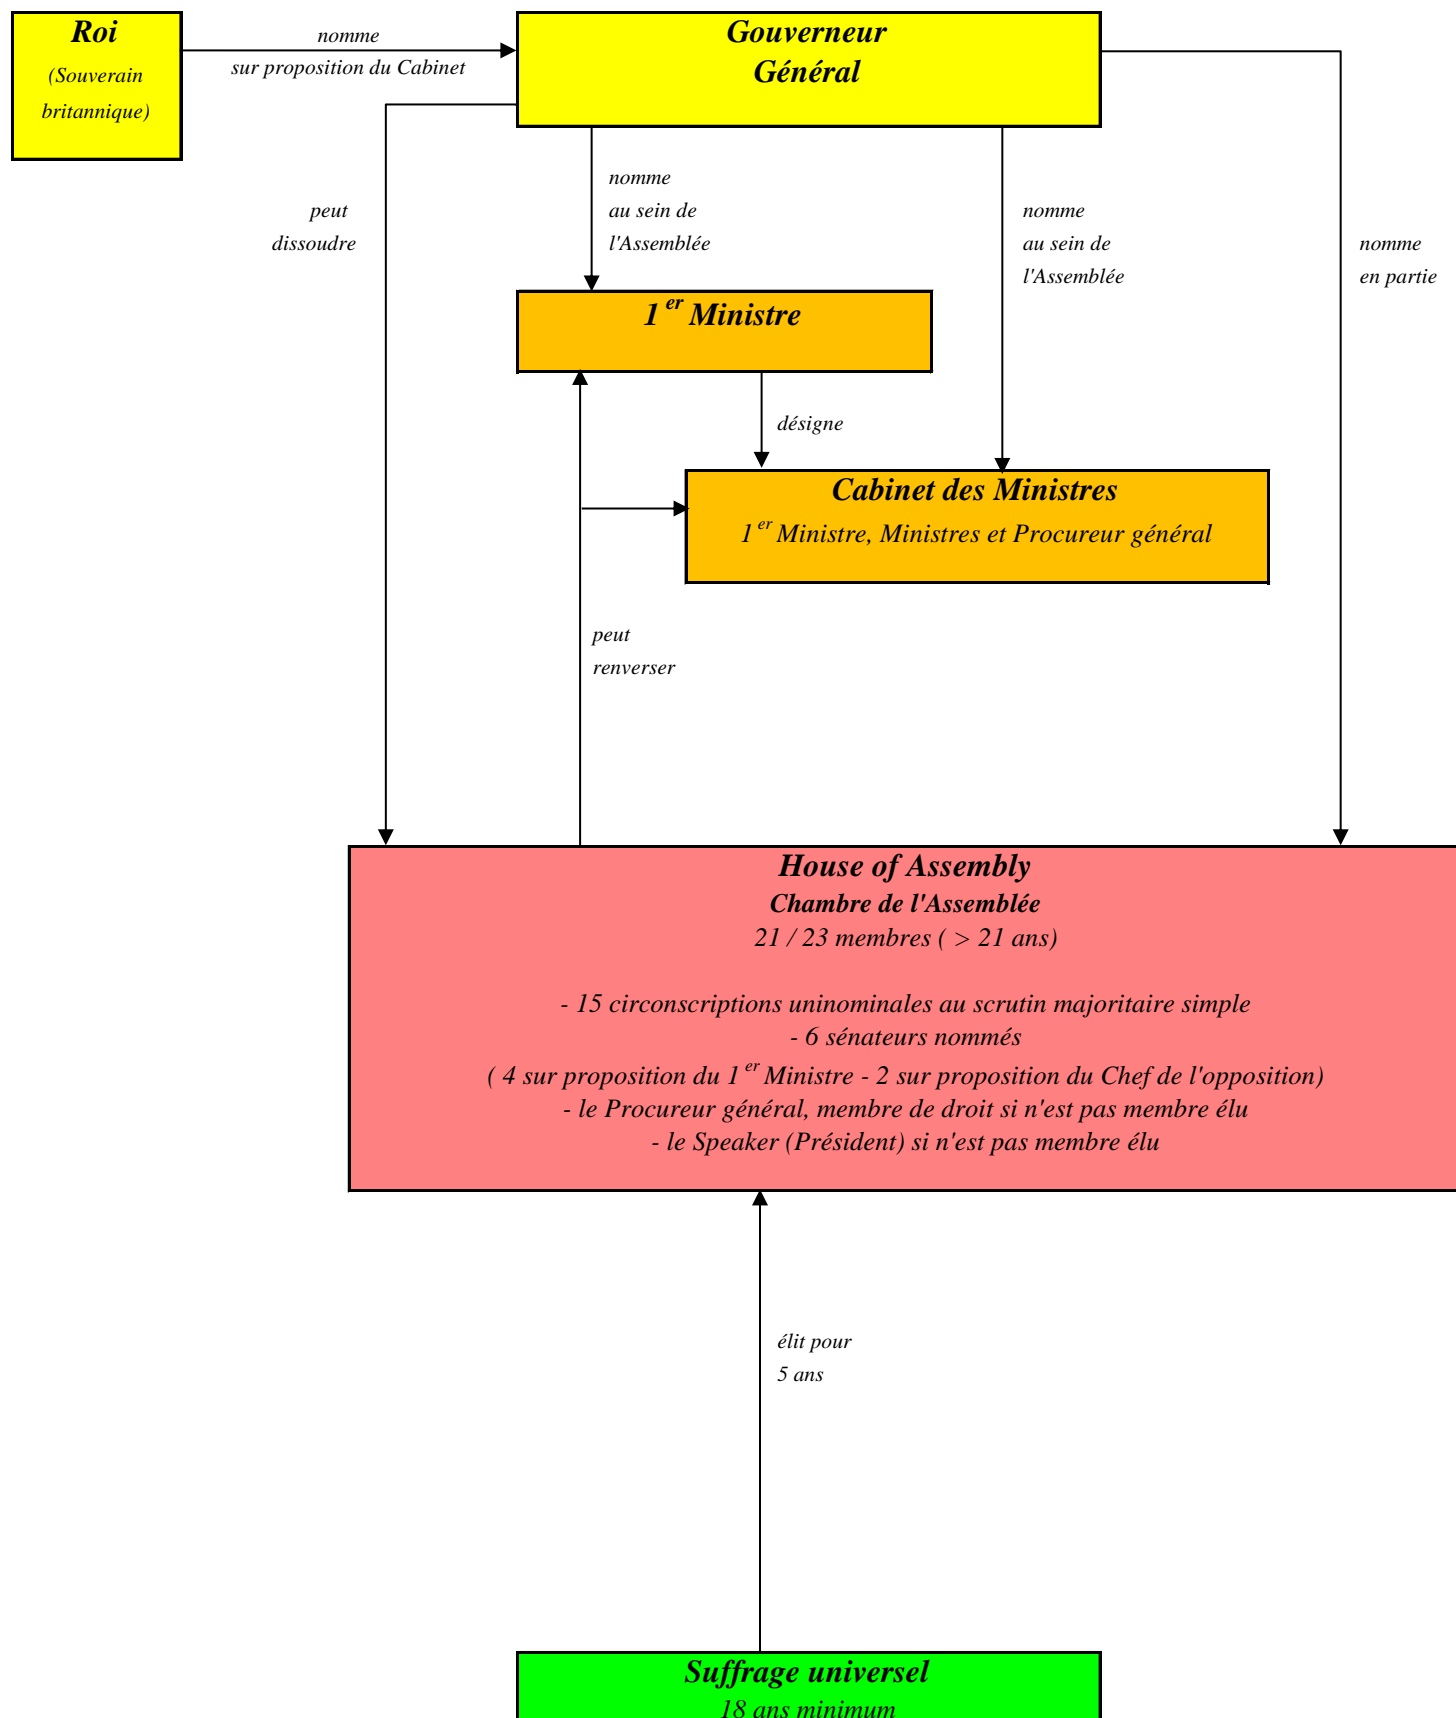 Roi
(Souverain
britannique)
nomme
sur proposition du Cabinet
Gouverneur
Général
peut
dissoudre
nomme
au sein de
l'Assemblée
nomme
au sein de
l'Assemblée
nomme
en partie
1er Ministre
désigne
Cabinet des Ministres
1er Ministre, Ministres et Procureur général
peut
renverser
House of Assembly
Chambre de l'Assemblée
21 / 23 membres ( > 21 ans)
- 15 circonscriptions uninominales au scrutin majoritaire simple
- 6 sénateurs nommés
( 4 sur proposition du 1er Ministre - 2 sur proposition du Chef de l'opposition)
- le Procureur général, membre de droit si n'est pas membre élu
- le Speaker (Président) si n'est pas membre élu
élit pour
5 ans
Suffrage universel
18 ans minimum